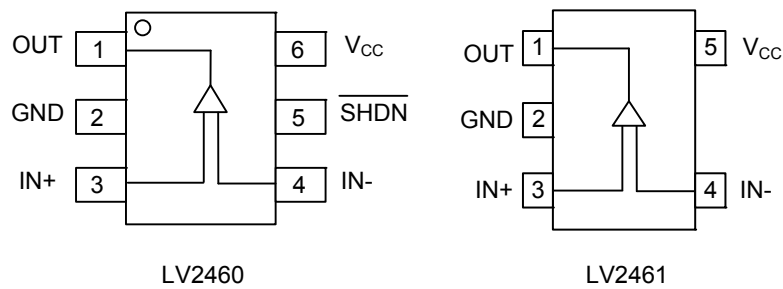 OUT 1 6 VCC
GND 2 5 SHDN
IN+ 3 4 IN-
LV2460
OUT 1 5 VCC
GND 2
IN+ 3 4 IN-
LV2461